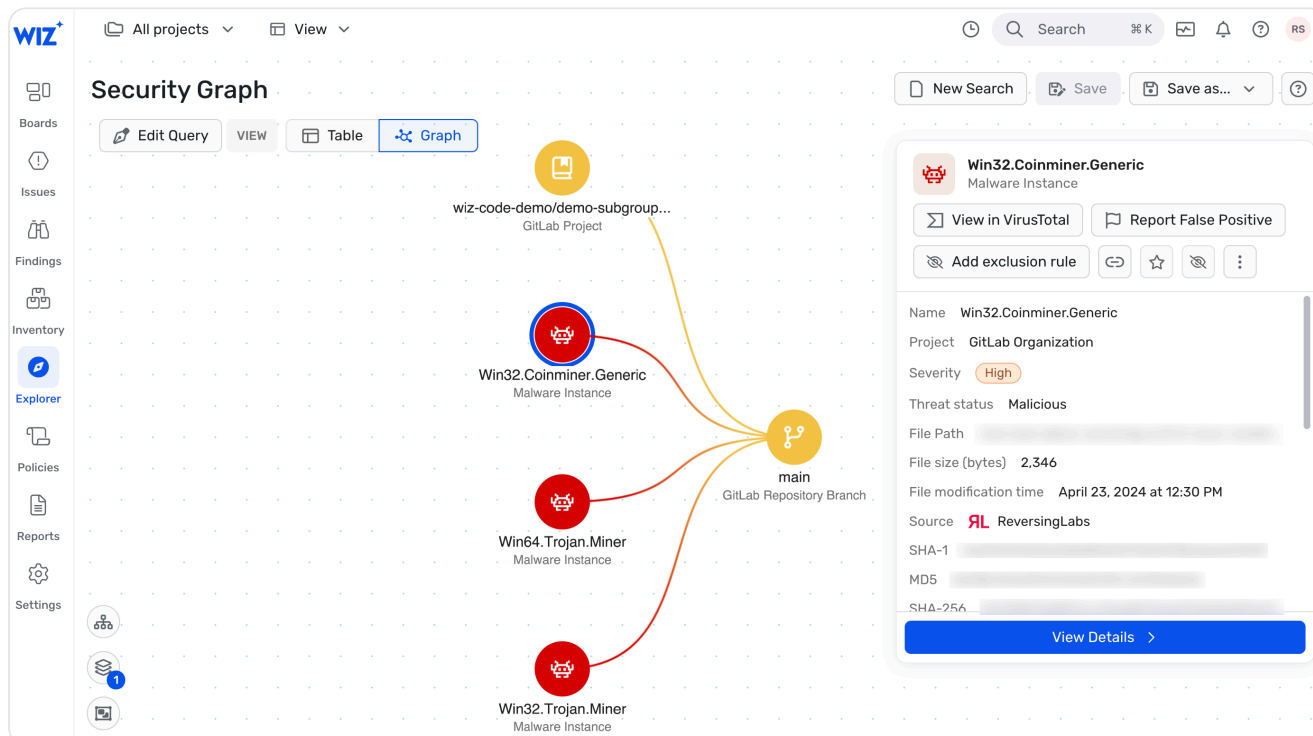 WIZ
All projects
View
Search
⌘ K
RS
Boards
Issues
Findings
Inventory
Explorer
Policies
Reports
Settings
Security Graph
New Search
Save
Save as...
Edit Query
VIEW
Table
Graph
wiz-code-demo/demo-subgroup...
GitLab Project
Win32.Coinminer.Generic
Malware Instance
Win64.Trojan.Miner
Malware Instance
Win32.Trojan.Miner
Malware Instance
main
GitLab Repository Branch
1
Win32.Coinminer.Generic
Malware Instance
View in VirusTotal
Report False Positive
Add exclusion rule
Name Win32.Coinminer.Generic
Project GitLab Organization
Severity High
Threat status Malicious
File Path
File size (bytes) 2,346
File modification time April 23, 2024 at 12:30 PM
Source RL ReversingLabs
SHA-1
MD5
SHA-256
View Details